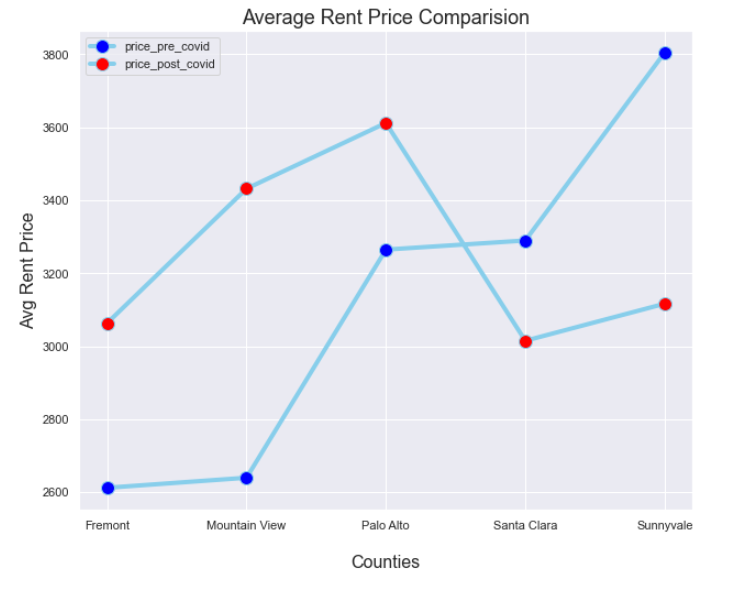 Average Rent Price Comparision
price_pre_covid
price_post_covid
Avg Rent Price
3800
3600
3400
3200
3000
2800
2600
Fremont Mountain View Palo Alto Santa Clara Sunnyvale
Counties